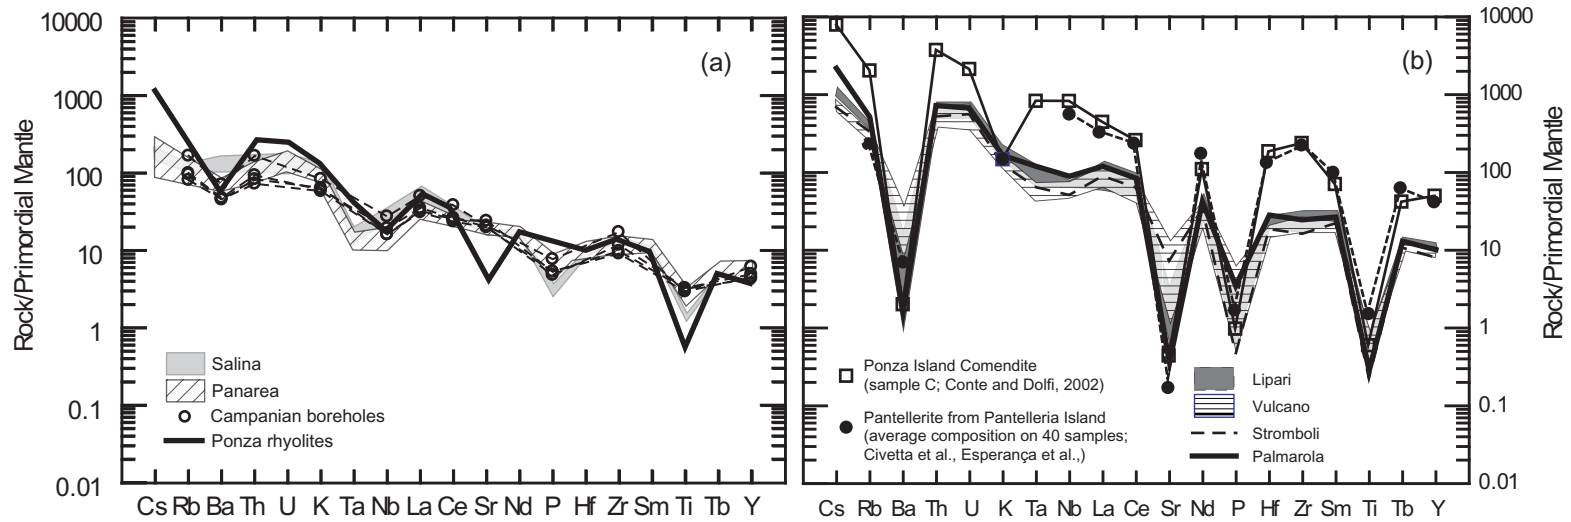 10000
1000
100
10
1
0.1
0.01
Rock/Primordial Mantle
(a)
Salina
Panarea
Campanian boreholes
Ponza rhyolites
Cs Rb Ba Th U K Ta Nb La Ce Sr Nd P Hf Zr Sm Ti Tb Y
(b)
10000
1000
100
10
1
0.1
0.01
Rock/Primordial Mantle
Ponza Island Comendite
(sample C; Conte and Dolfi, 2002)
Pantellerite from Pantelleria Island
(average composition on 40 samples;
Civetta et al., Esperança et al.,)
Lipari
Vulcano
Stromboli
Palmarola
Cs Rb Ba Th U K Ta Nb La Ce Sr Nd P Hf Zr Sm Ti Tb Y